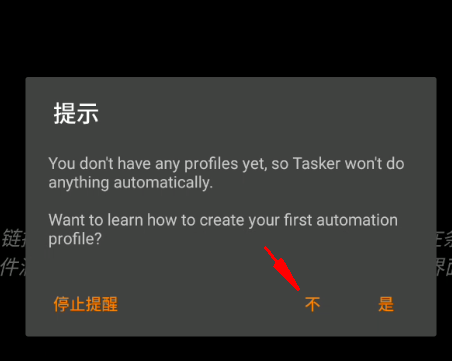 提示
You don't have any profiles yet, so Tasker won't do
anything automatically.
Want to learn how to create your first automation
profile?
停止提醒 不 是